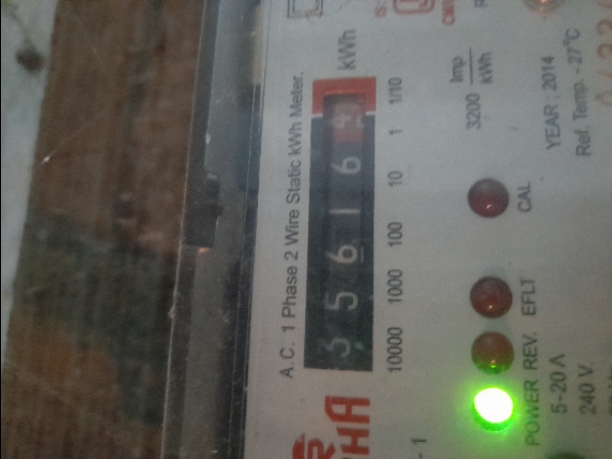 A.C. 1 Phase 2 Wire Static kWh Meter.
3 5 6 1 6 kWh
10000 1000 100 10 1 1/10
3200 Imp/kWh
POWER REV. EFLT CAL
5-20 A
YEAR : 2014
240 V.
Ref. Temp. - 27°C